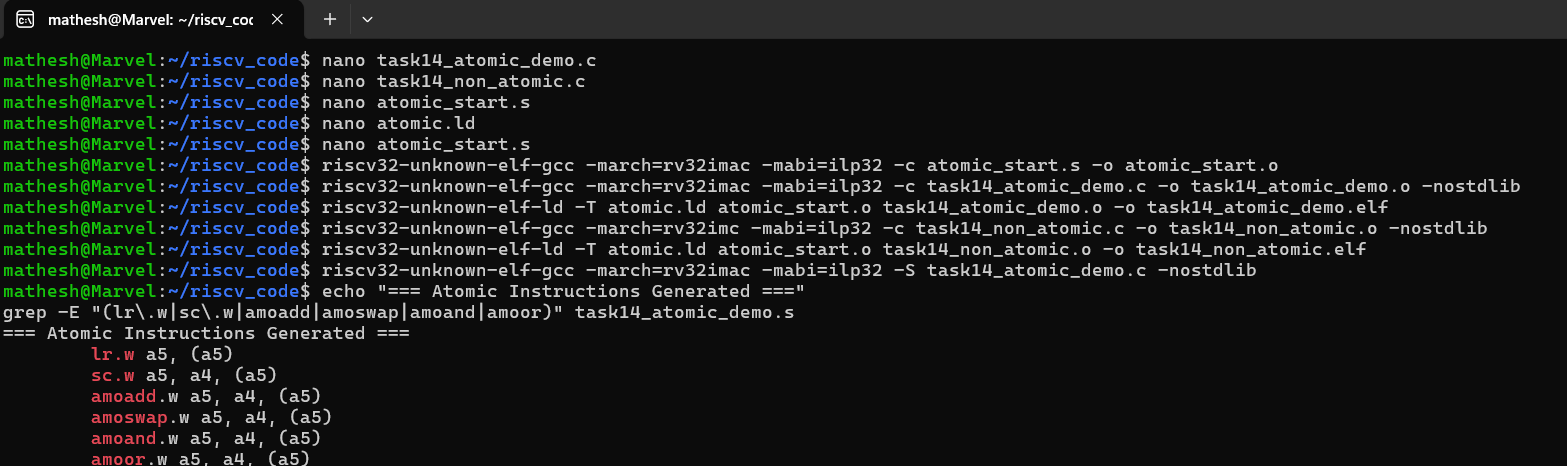 mathesh@Marvel: ~/riscv_coc
mathesh@Marvel:~/riscv_code$ nano task14_atomic_demo.c
mathesh@Marvel:~/riscv_code$ nano task14_non_atomic.c
mathesh@Marvel:~/riscv_code$ nano atomic_start.s
mathesh@Marvel:~/riscv_code$ nano atomic.ld
mathesh@Marvel:~/riscv_code$ nano atomic_start.s
mathesh@Marvel:~/riscv_code$ riscv32-unknown-elf-gcc -march=rv32imac -mabi=ilp32 -c atomic_start.s -o atomic_start.o
mathesh@Marvel:~/riscv_code$ riscv32-unknown-elf-gcc -march=rv32imac -mabi=ilp32 -c task14_atomic_demo.c -o task14_atomic_demo.o -nostdlib
mathesh@Marvel:~/riscv_code$ riscv32-unknown-elf-ld -T atomic.ld atomic_start.o task14_atomic_demo.o -o task14_atomic_demo.elf
mathesh@Marvel:~/riscv_code$ riscv32-unknown-elf-gcc -march=rv32imc -mabi=ilp32 -c task14_non_atomic.c -o task14_non_atomic.o -nostdlib
mathesh@Marvel:~/riscv_code$ riscv32-unknown-elf-ld -T atomic.ld atomic_start.o task14_non_atomic.o -o task14_non_atomic.elf
mathesh@Marvel:~/riscv_code$ riscv32-unknown-elf-gcc -march=rv32imac -mabi=ilp32 -S task14_atomic_demo.c -nostdlib
mathesh@Marvel:~/riscv_code$ echo "=== Atomic Instructions Generated ==="
grep -E "(lr\.w|sc\.w|amoadd|amoswap|amoand|amoor)" task14_atomic_demo.s
=== Atomic Instructions Generated ===
lr.w a5, (a5)
sc.w a5, a4, (a5)
amoadd.w a5, a4, (a5)
amoswap.w a5, a4, (a5)
amoand.w a5, a4, (a5)
amoor.w a5, a4, (a5)